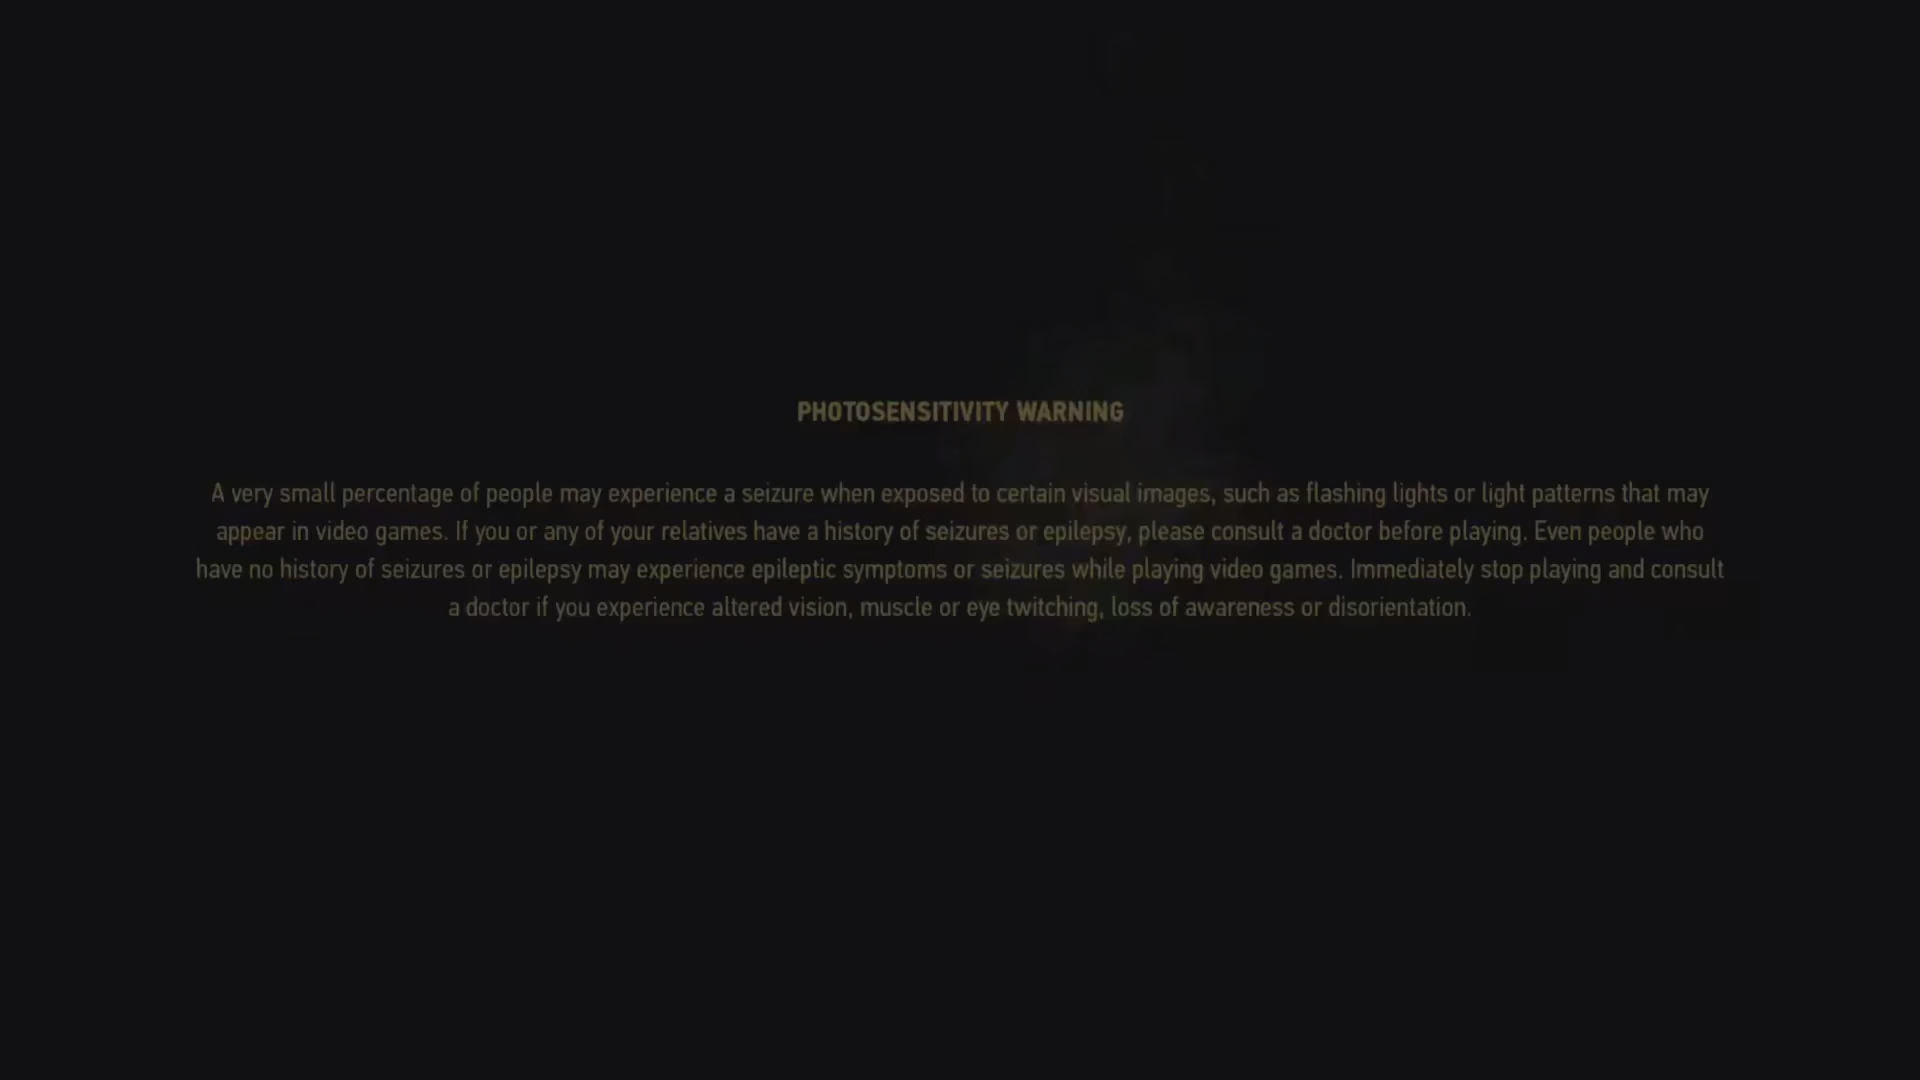 PHOTOSENSITIVITY WARNING
A very small percentage of people may experience a seizure when exposed to certain visual images, such as flashing lights or light patterns that may
appear in video games. If you or any of your relatives have a history of seizures or epilepsy, please consult a doctor before playing. Even people who
have no history of seizures or epilepsy may experience epileptic symptoms or seizures while playing video games. Immediately stop playing and consult
a doctor if you experience altered vision, muscle or eye twitching, loss of awareness or disorientation.